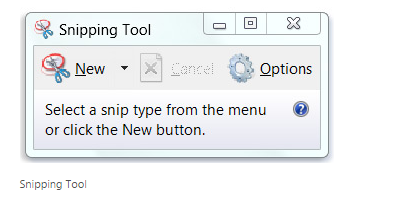 Snipping Tool
New Cancel Options
Select a snip type from the menu
or click the New button.
Snipping Tool